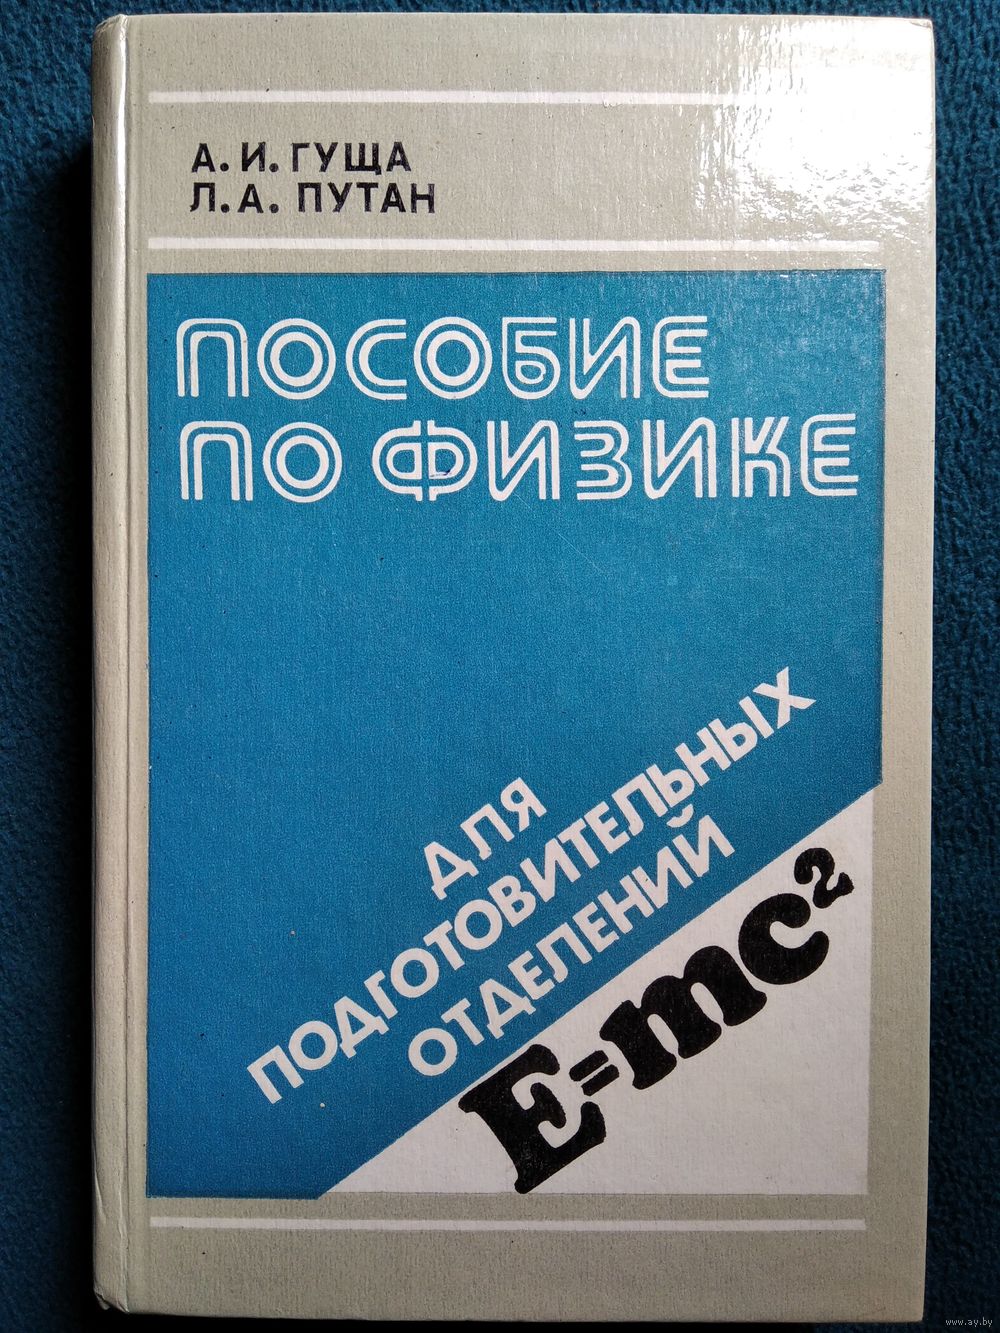 А. И. ГУЩА
Л. А. ПУТАН
ПОСОБИЕ
ПО ФИЗИКЕ
ДЛЯ
ПОДГОТОВИТЕЛЬНЫХ
ОТДЕЛЕНИЙ
E=mc²
www.ay.by